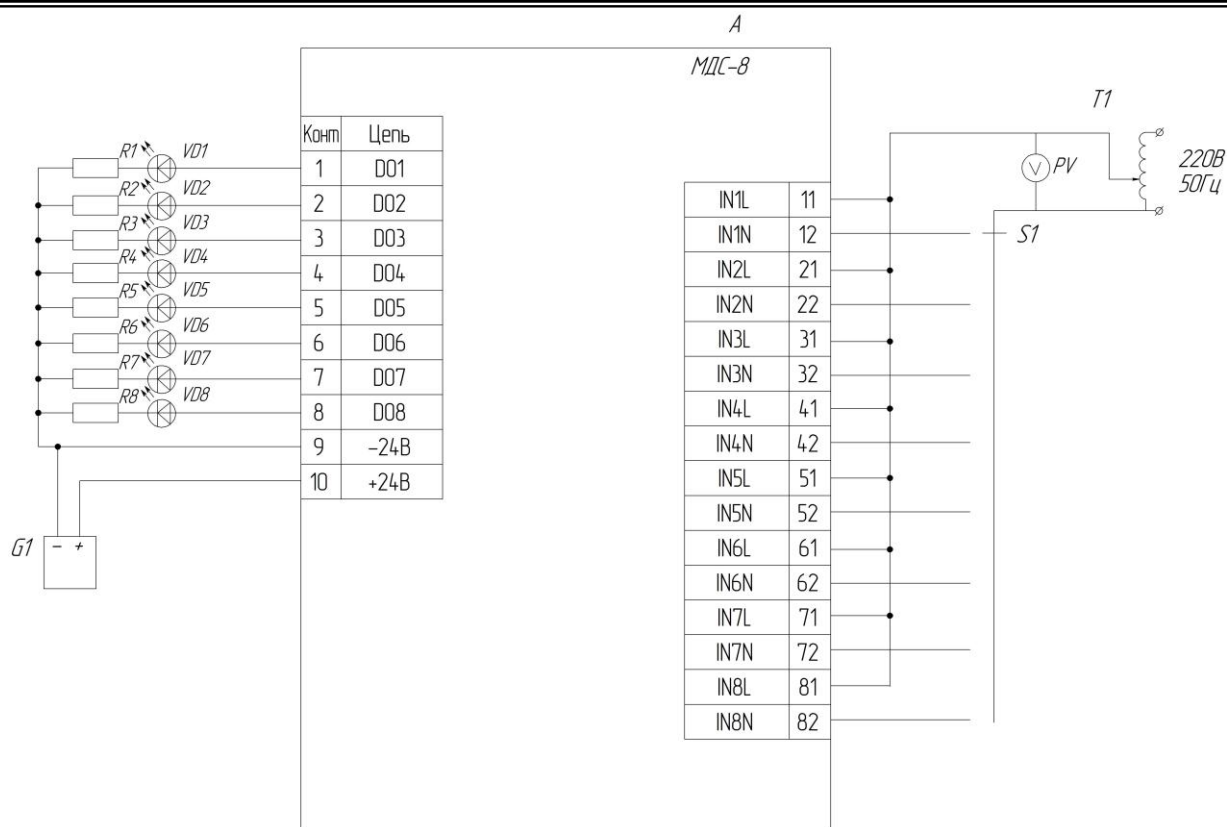 A
МДС-8
T1
220В
50Гц
PV
S1
Конт Цепь
R1 VD1 1 DO1
R2 VD2 2 DO2
R3 VD3 3 DO3
R4 VD4 4 DO4
R5 VD5 5 DO5
R6 VD6 6 DO6
R7 VD7 7 DO7
R8 VD8 8 DO8
9 -24В
10 +24В
G1 - +
IN1L 11
IN1N 12
IN2L 21
IN2N 22
IN3L 31
IN3N 32
IN4L 41
IN4N 42
IN5L 51
IN5N 52
IN6L 61
IN6N 62
IN7L 71
IN7N 72
IN8L 81
IN8N 82
V